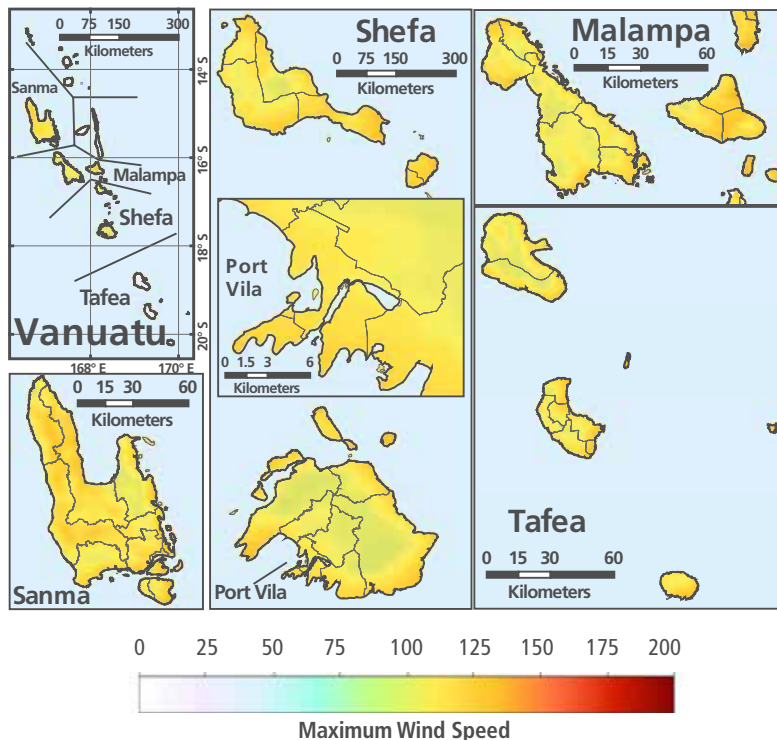 0 75 150 300
Kilometers
14° S
Sanma
16° S
Malampa
Shefa
18° S
Tafea
Vanuatu
20° S
168° E
170° E
Shefa
0 75 150 300
Kilometers
Malampa
0 15 30 60
Kilometers
Port
Vila
0 1.5 3 6
Kilometers
0 15 30 60
Kilometers
Sanma
Port Vila
Tafea
0 15 30 60
Kilometers
0 25 50 75 100 125 150 175 200
Maximum Wind Speed